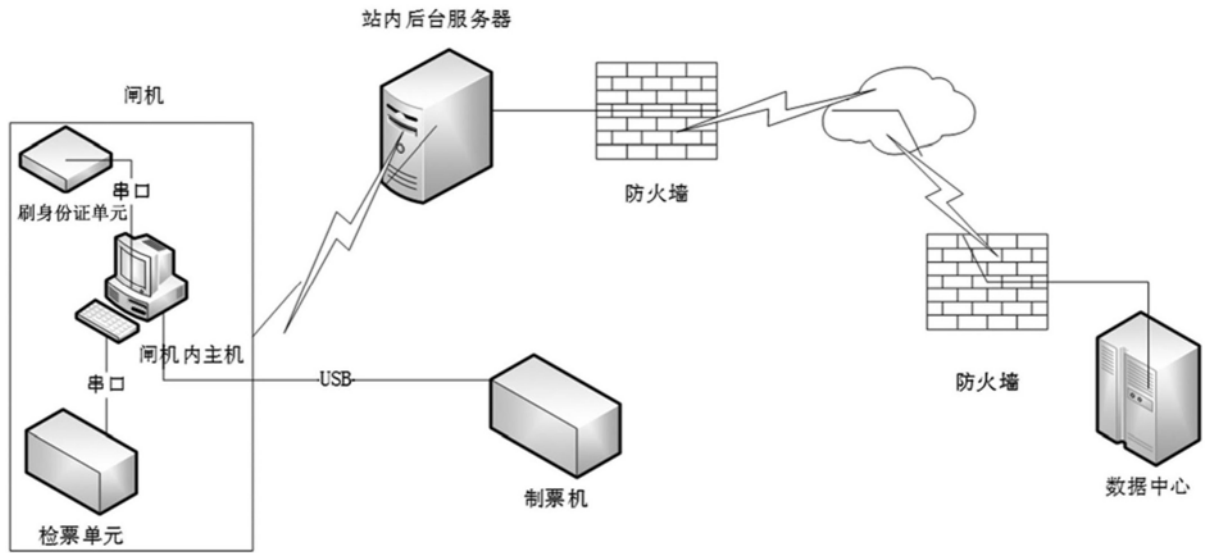 站内后台服务器
闸机
串口
刷身份证单元
防火墙
闸机内主机
串口
USB
防火墙
制票机
数据中心
检票单元